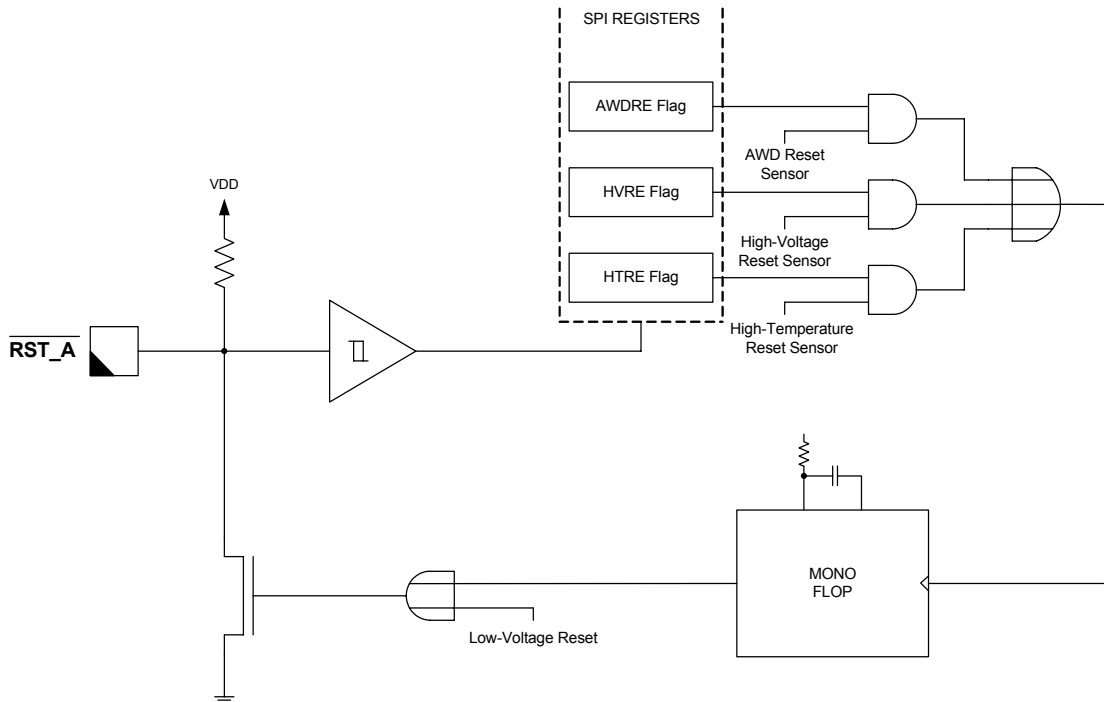 SPI REGISTERS
AWDRE Flag
AWD Reset
Sensor
VDD
HVRE Flag
High-Voltage
Reset Sensor
HTRE Flag
High-Temperature
Reset Sensor
RST_A
MONO
FLOP
Low-Voltage Reset